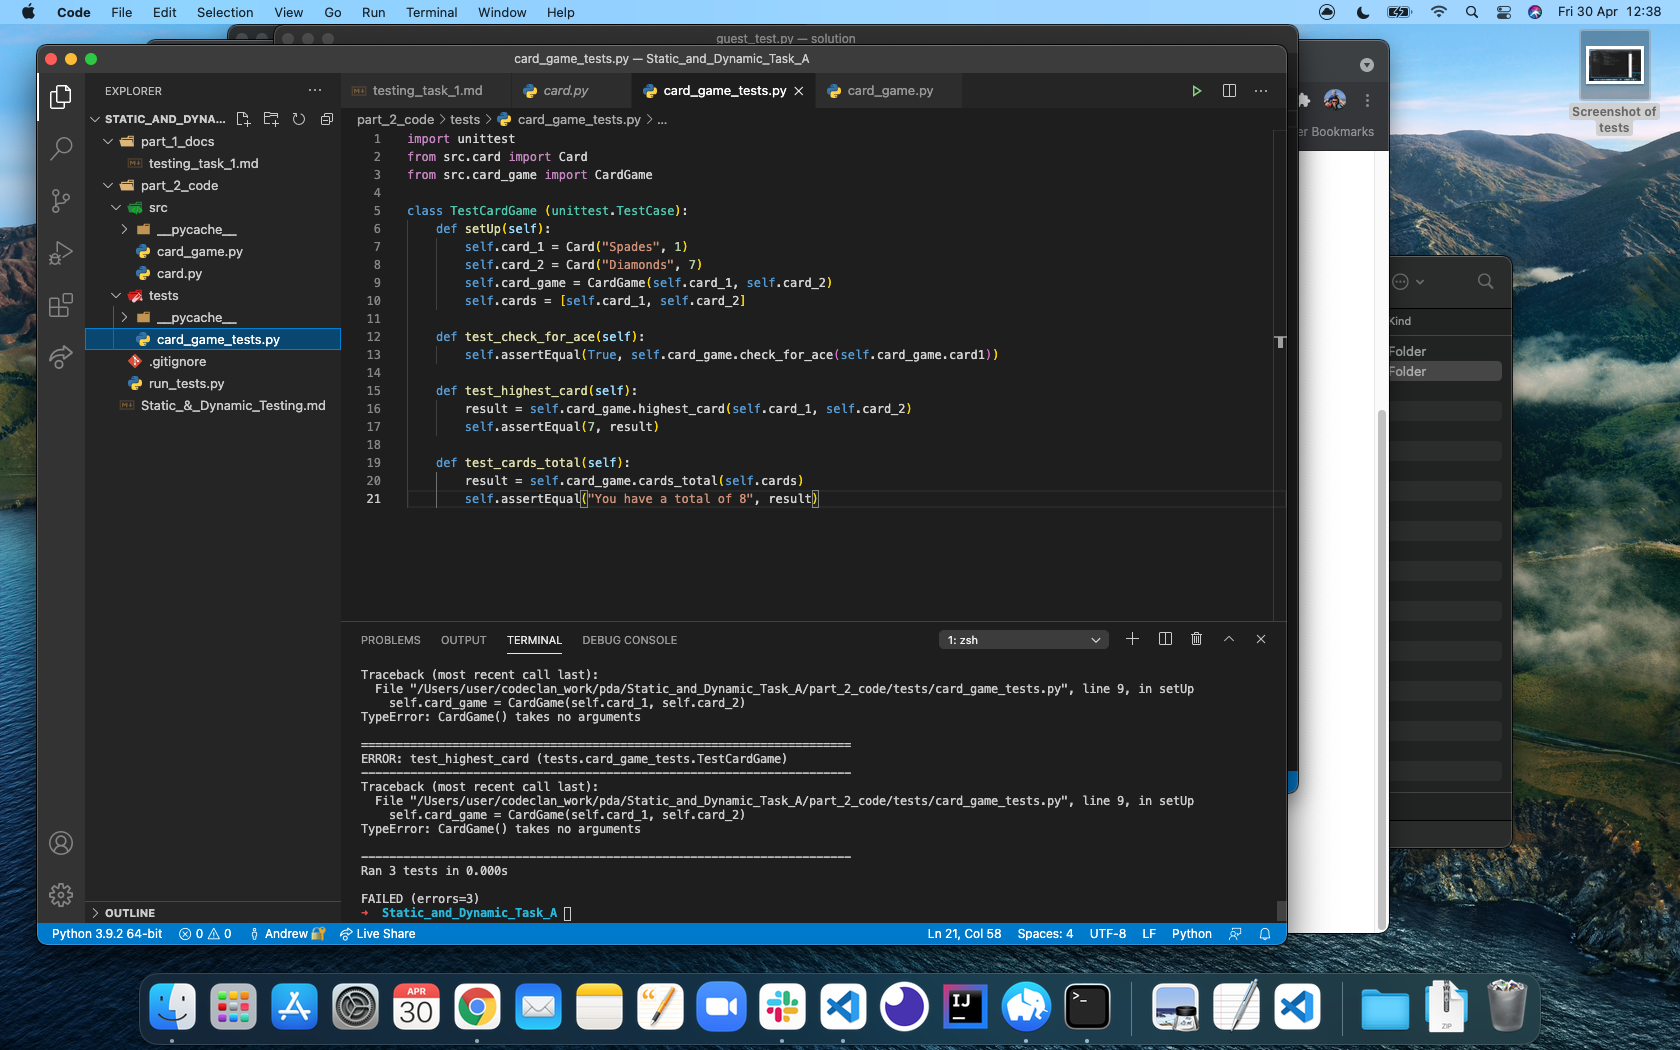 Code File Edit Selection View Go Run Terminal Window Help Fri 30 Apr 12:38
guest_test.py — solution
card_game_tests.py — Static_and_Dynamic_Task_A
EXPLORER
STATIC_AND_DYNA...
part_1_docs
testing_task_1.md
part_2_code
src
__pycache__
card_game.py
card.py
tests
__pycache__
card_game_tests.py
.gitignore
run_tests.py
Static_&_Dynamic_Testing.md
OUTLINE
testing_task_1.md card.py card_game_tests.py card_game.py
part_2_code > tests > card_game_tests.py > ...
1 import unittest
2 from src.card import Card
3 from src.card_game import CardGame
4
5 class TestCardGame (unittest.TestCase):
6 def setUp(self):
7 self.card_1 = Card("Spades", 1)
8 self.card_2 = Card("Diamonds", 7)
9 self.card_game = CardGame(self.card_1, self.card_2)
10 self.cards = [self.card_1, self.card_2]
11
12 def test_check_for_ace(self):
13 self.assertEqual(True, self.card_game.check_for_ace(self.card_game.card1))
14
15 def test_highest_card(self):
16 result = self.card_game.highest_card(self.card_1, self.card_2)
17 self.assertEqual(7, result)
18
19 def test_cards_total(self):
20 result = self.card_game.cards_total(self.cards)
21 self.assertEqual("You have a total of 8", result)
PROBLEMS OUTPUT TERMINAL DEBUG CONSOLE 1: zsh
Traceback (most recent call last):
File "/Users/user/codeclan_work/pda/Static_and_Dynamic_Task_A/part_2_code/tests/card_game_tests.py", line 9, in setUp
self.card_game = CardGame(self.card_1, self.card_2)
TypeError: CardGame() takes no arguments
======================================================================
ERROR: test_highest_card (tests.card_game_tests.TestCardGame)
----------------------------------------------------------------------
Traceback (most recent call last):
File "/Users/user/codeclan_work/pda/Static_and_Dynamic_Task_A/part_2_code/tests/card_game_tests.py", line 9, in setUp
self.card_game = CardGame(self.card_1, self.card_2)
TypeError: CardGame() takes no arguments
----------------------------------------------------------------------
Ran 3 tests in 0.000s
FAILED (errors=3)
→ Static_and_Dynamic_Task_A
Python 3.9.2 64-bit 0 0 Andrew Live Share Ln 21, Col 58 Spaces: 4 UTF-8 LF Python
er Bookmarks
Kind
Folder
Folder
Screenshot of
tests
APR
30
IJ
>_
ZIP